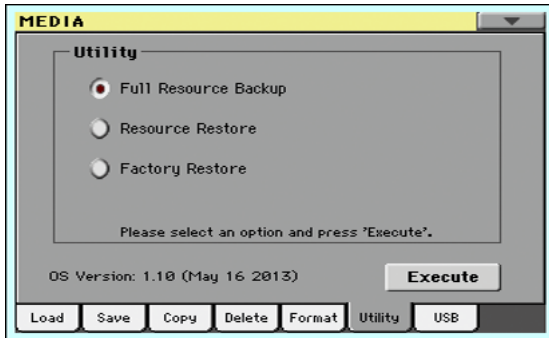 MEDIA
Utility
Full Resource Backup
Resource Restore
Factory Restore
Please select an option and press 'Execute'.
OS Version: 1.10 (May 16 2013)
Execute
Load Save Copy Delete Format Utility USB